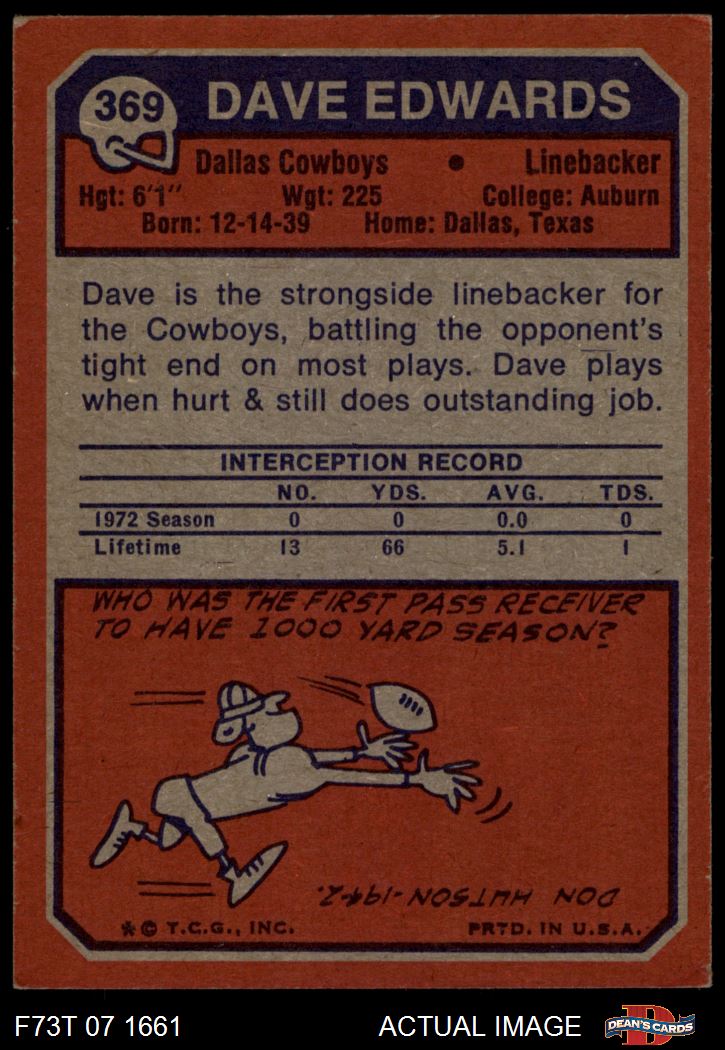 369 DAVE EDWARDS
Dallas Cowboys • Linebacker
Hgt: 6'1" Wgt: 225 College: Auburn
Born: 12-14-39 Home: Dallas, Texas
Dave is the strongside linebacker for
the Cowboys, battling the opponent's
tight end on most plays. Dave plays
when hurt & still does outstanding job.
INTERCEPTION RECORD
NO. YDS. AVG. TDS.
1972 Season 0 0 0.0 0
Lifetime 13 66 5.1 1
WHO WAS THE FIRST PASS RECEIVER
TO HAVE 1000 YARD SEASON?
DON HUTSON-1942.
*© T.C.G., INC. PRTD. IN U.S.A.
F73T 07 1661 ACTUAL IMAGE DEAN'S CARDS